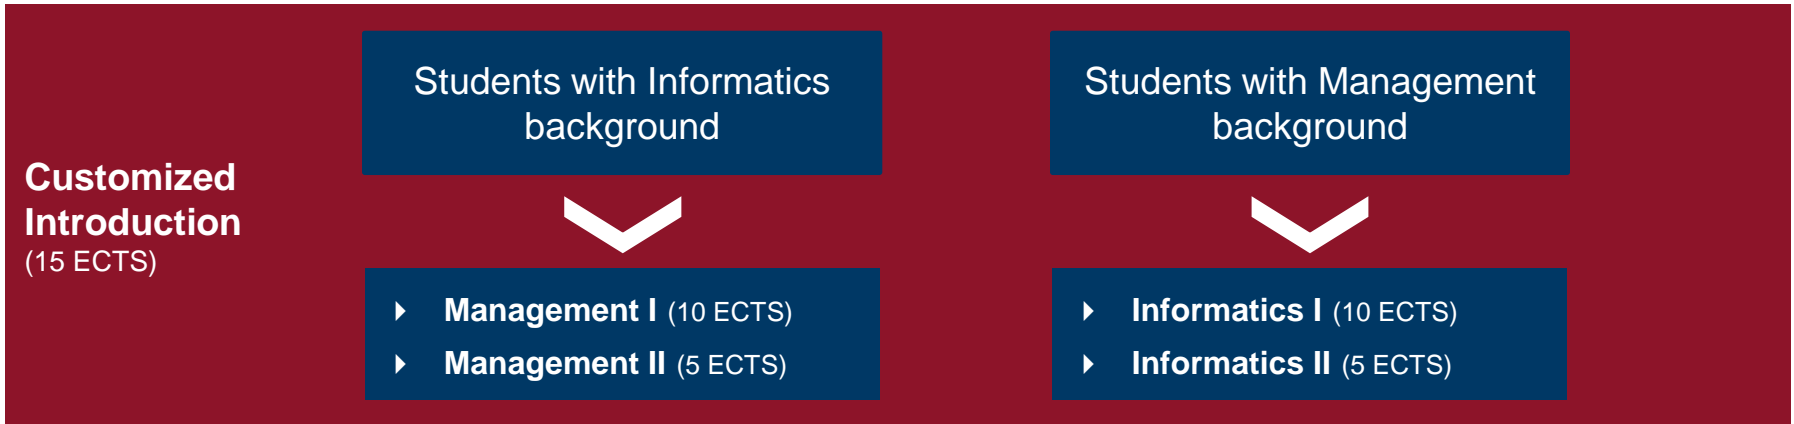 Customized
Introduction
(15 ECTS)
Students with Informatics
background
Management I (10 ECTS)
Management II (5 ECTS)
Students with Management
background
Informatics I (10 ECTS)
Informatics II (5 ECTS)